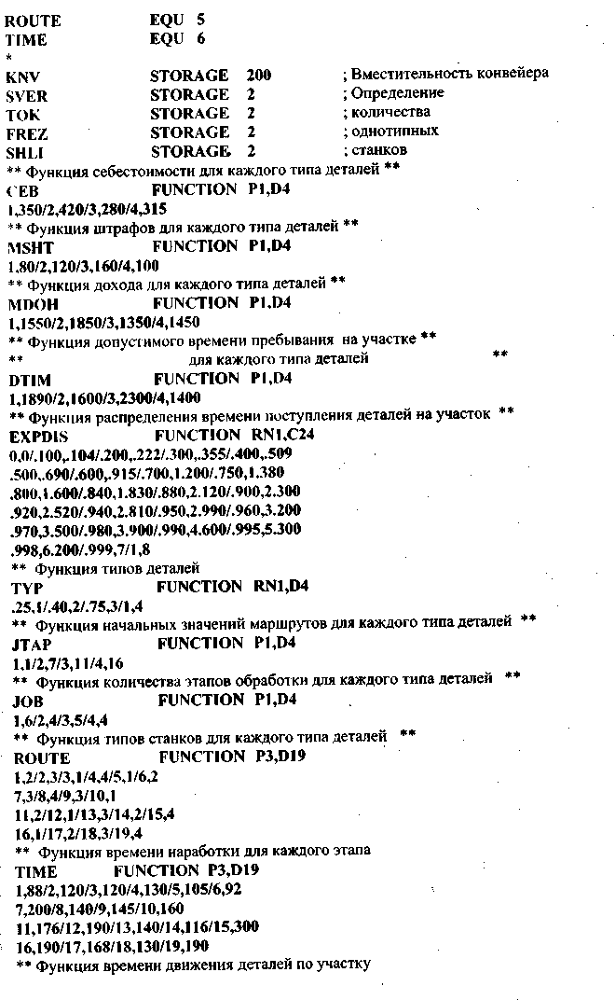 ROUTE EQU 5
TIME EQU 6
*
KNV STORAGE 200 ; Вместительность конвейера
SVER STORAGE 2 ; Определение
TOK STORAGE 2 ; количества
FREZ STORAGE 2 ; однотипных
SHLI STORAGE 2 ; станков
** Функция себестоимости для каждого типа деталей **
CEB FUNCTION P1,D4
1,350/2,420/3,280/4,315
** Функция штрафов для каждого типа деталей **
MSHT FUNCTION P1,D4
1,80/2,120/3,160/4,100
** Функция дохода для каждого типа деталей **
MDOH FUNCTION P1,D4
1,1550/2,1850/3,1350/4,1450
** Функция допустимого времени пребывания на участке **
** для каждого типа деталей **
DTIM FUNCTION P1,D4
1,1890/2,1600/3,2300/4,1400
** Функция распределения времени поступления деталей на участок **
EXPDIS FUNCTION RN1,C24
0,0/.100,.104/.200,.222/.300,.355/.400,.509
.500,.690/.600,.915/.700,1.200/.750,1.380
.800,1.600/.840,1.830/.880,2.120/.900,2.300
.920,2.520/.940,2.810/.950,2.990/.960,3.200
.970,3.500/.980,3.900/.990,4.600/.995,5.300
.998,6.200/.999,7/1,8
** Функция типов деталей
TYP FUNCTION RN1,D4
.25,1/.40,2/.75,3/1,4
** Функция начальных значений маршрутов для каждого типа деталей **
JTAP FUNCTION P1,D4
1,1/2,7/3,11/4,16
** Функция количества этапов обработки для каждого типа деталей **
JOB FUNCTION P1,D4
1,6/2,4/3,5/4,4
** Функция типов станков для каждого типа деталей **
ROUTE FUNCTION P3,D19
1,2/2,3/3,1/4,4/5,1/6,2
7,3/8,4/9,3/10,1
11,2/12,1/13,3/14,2/15,4
16,1/17,2/18,3/19,4
** Функция времени наработки для каждого этапа
TIME FUNCTION P3,D19
1,88/2,120/3,120/4,130/5,105/6,92
7,200/8,140/9,145/10,160
11,176/12,190/13,140/14,116/15,300
16,190/17,168/18,130/19,190
** Функция времени движения деталей по участку